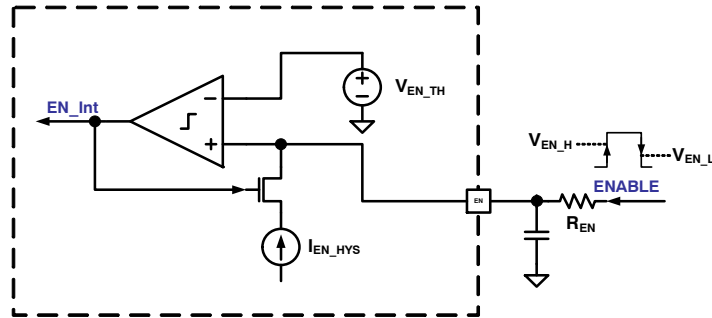 EN_Int
−
+
+
−
V_EN_TH
I_EN_HYS
EN
V_EN_H
V_EN_L
ENABLE
R_EN